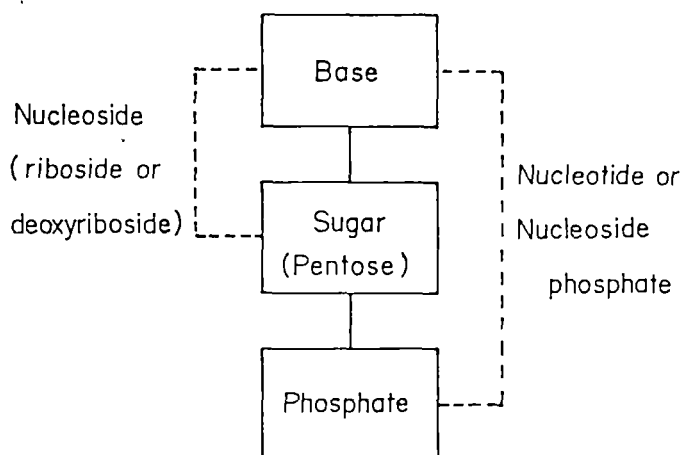 Base
Nucleoside
(riboside or
deoxyriboside)
Sugar
(Pentose)
Nucleotide or
Nucleoside
phosphate
Phosphate